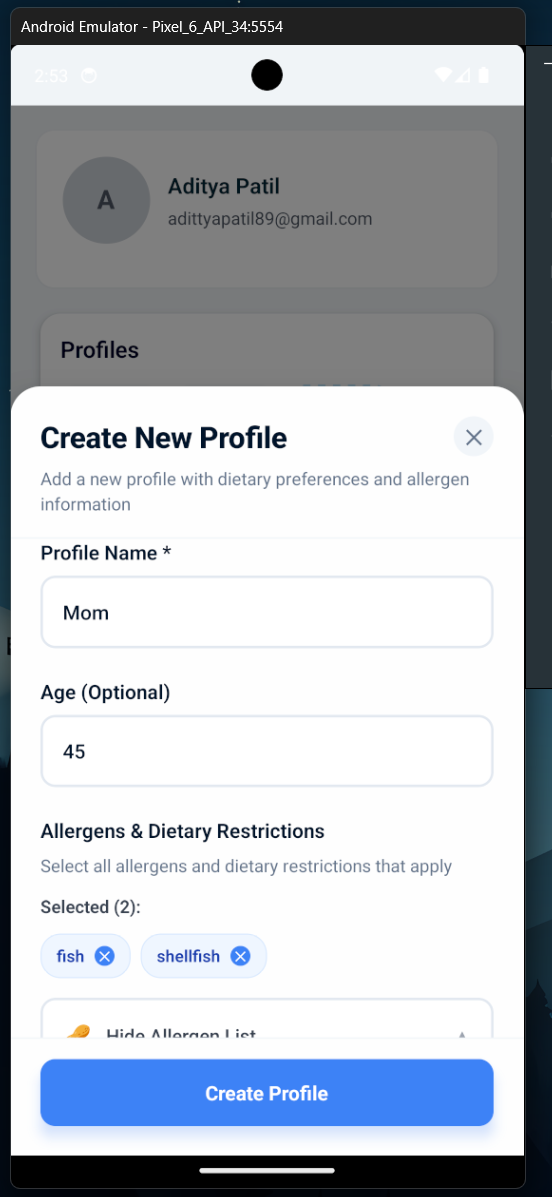 Android Emulator - Pixel_6_API_34:5554
2:53
A
Aditya Patil
adittyapatil89@gmail.com
Profiles
Create New Profile
Add a new profile with dietary preferences and allergen
information
Profile Name *
Mom
Age (Optional)
45
Allergens & Dietary Restrictions
Select all allergens and dietary restrictions that apply
Selected (2):
fish
shellfish
Hide Allergen List
Create Profile